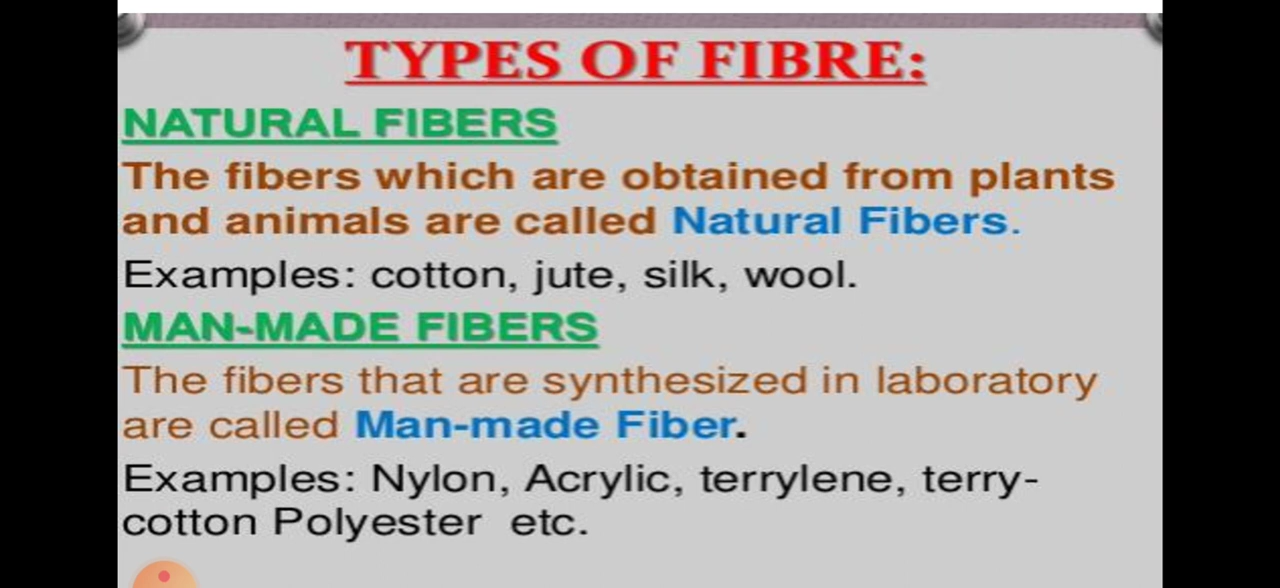 TYPES OF FIBRE:
NATURAL FIBERS
The fibers which are obtained from plants
and animals are called Natural Fibers.
Examples: cotton, jute, silk, wool.
MAN-MADE FIBERS
The fibers that are synthesized in laboratory
are called Man-made Fiber.
Examples: Nylon, Acrylic, terrylene, terry-
cotton Polyester etc.